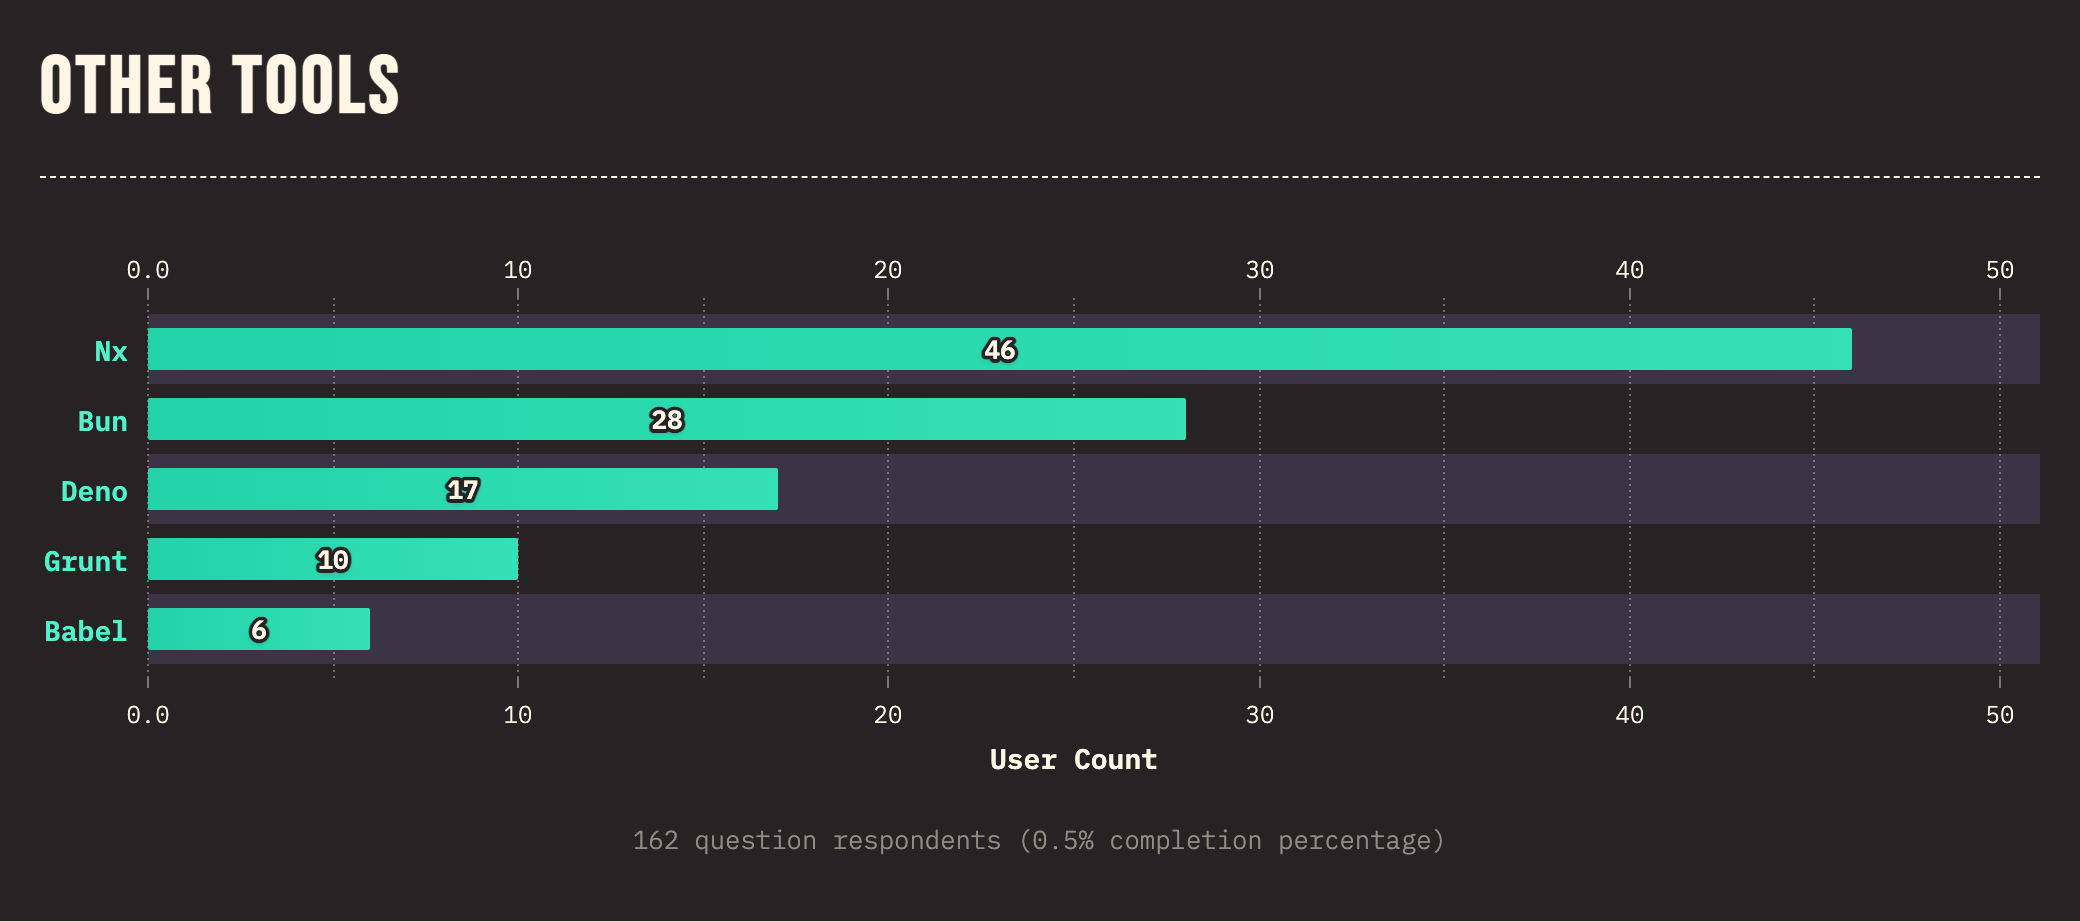 OTHER TOOLS
0.0 10 20 30 40 50
Nx 46
Bun 28
Deno 17
Grunt 10
Babel 6
0.0 10 20 30 40 50
User Count
162 question respondents (0.5% completion percentage)